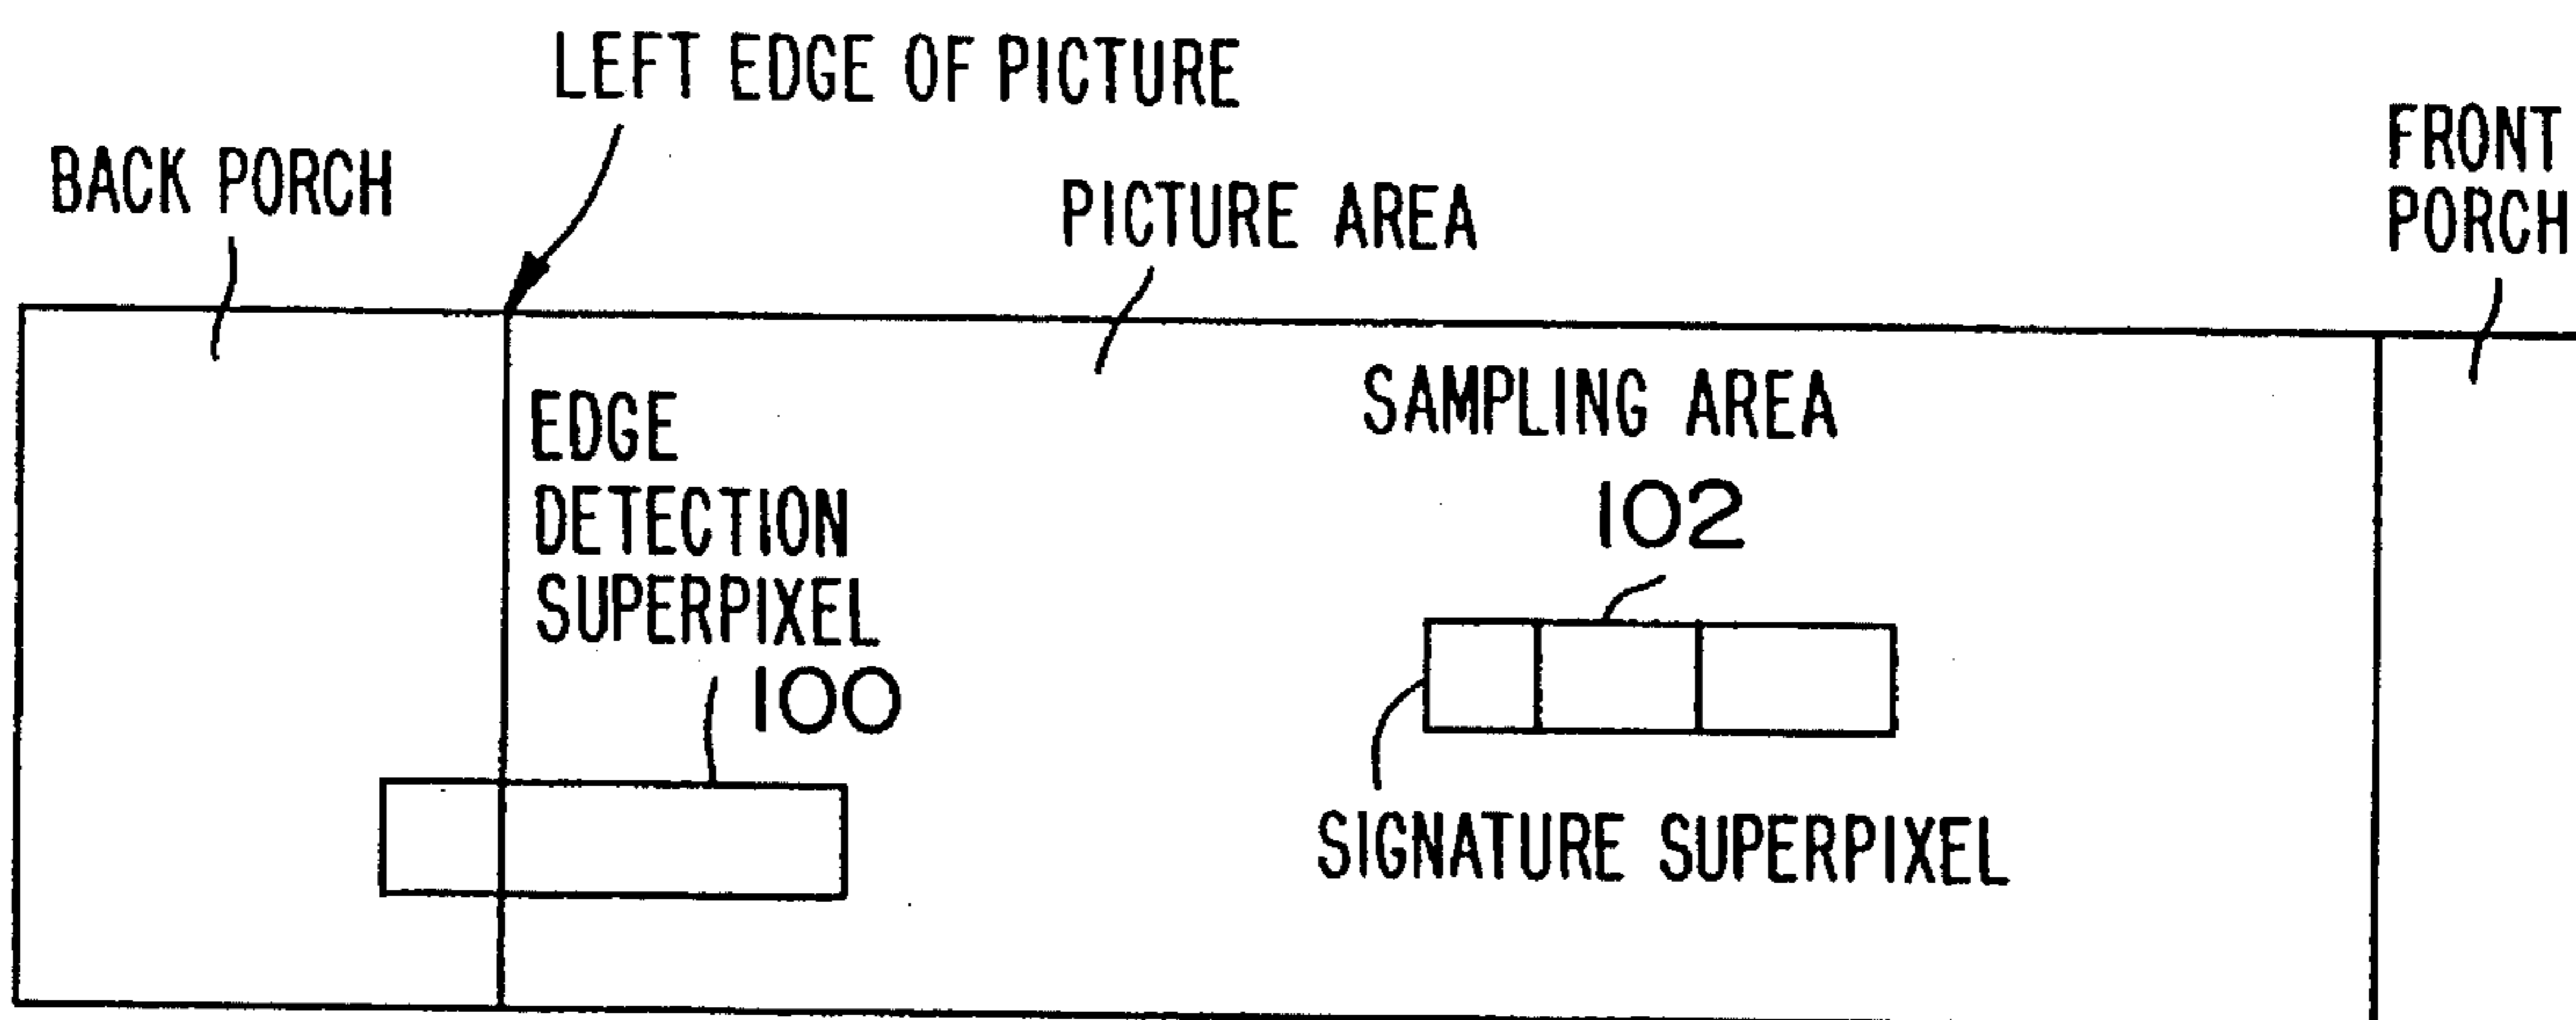 LEFT EDGE OF PICTURE
BACK PORCH
PICTURE AREA
FRONT
PORCH
EDGE
DETECTION
SUPERPIXEL
100
SAMPLING AREA
102
SIGNATURE SUPERPIXEL